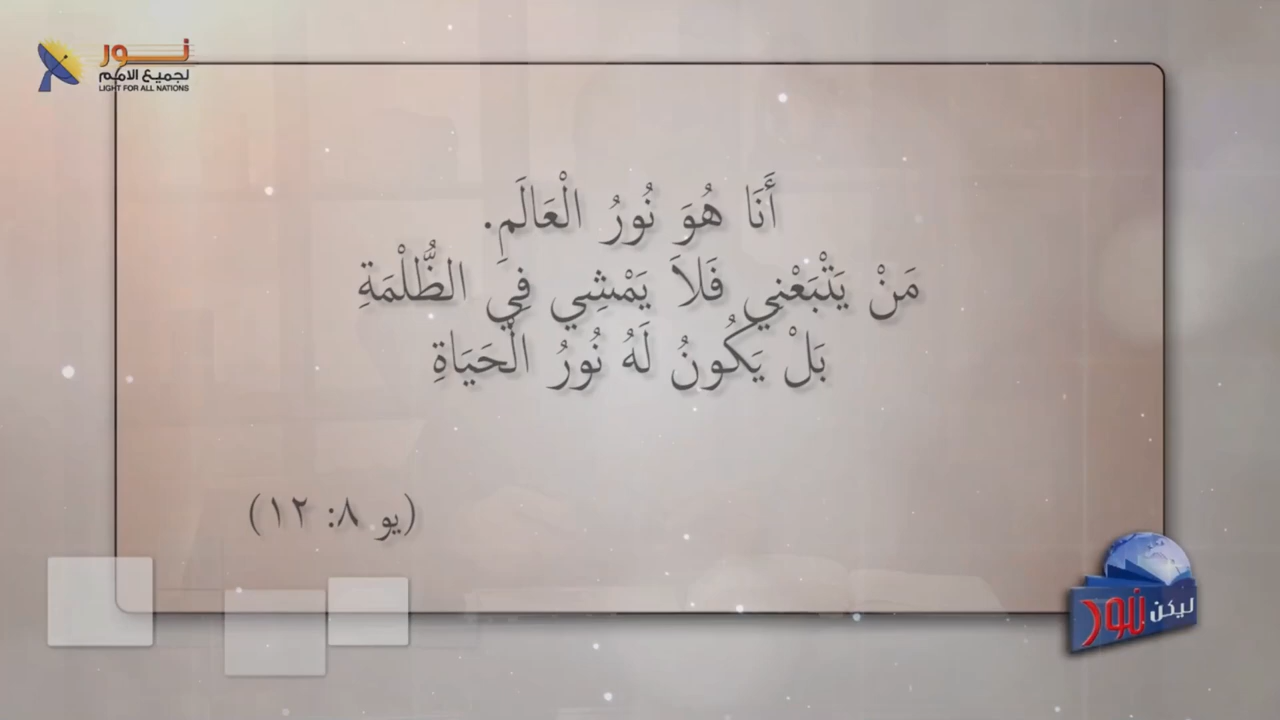 نور
لجميع الامم
LIGHT FOR ALL NATIONS
أَنَا هُوَ نُورُ الْعَالَمِ.
مَنْ يَتْبَعْنِي فَلاَ يَمْشِي فِي الظُّلْمَةِ
بَلْ يَكُونُ لَهُ نُورُ الْحَيَاةِ
(يو ٨: ١٢)
ليكن نور